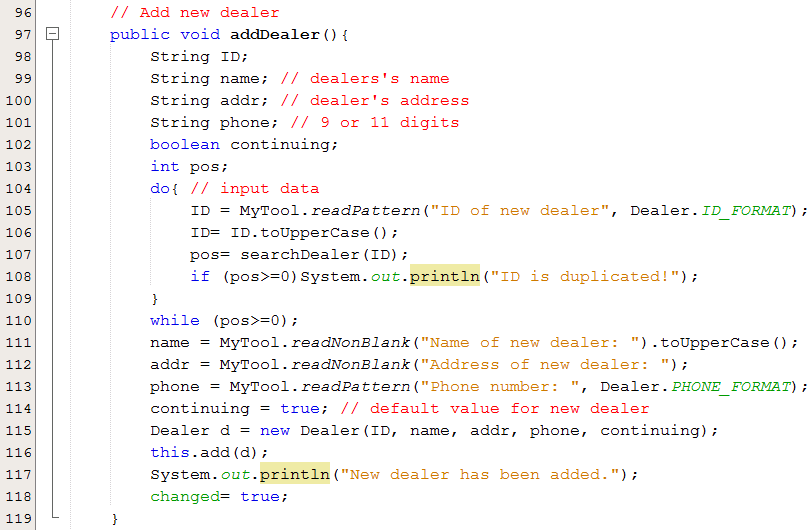 96 // Add new dealer
97 public void addDealer(){
98 String ID;
99 String name; // dealers's name
100 String addr; // dealer's address
101 String phone; // 9 or 11 digits
102 boolean continuing;
103 int pos;
104 do{ // input data
105 ID = MyTool.readPattern("ID of new dealer", Dealer.ID_FORMAT);
106 ID= ID.toUpperCase();
107 pos= searchDealer(ID);
108 if (pos>=0)System.out.println("ID is duplicated!");
109 }
110 while (pos>=0);
111 name = MyTool.readNonBlank("Name of new dealer: ").toUpperCase();
112 addr = MyTool.readNonBlank("Address of new dealer: ");
113 phone = MyTool.readPattern("Phone number: ", Dealer.PHONE_FORMAT);
114 continuing = true; // default value for new dealer
115 Dealer d = new Dealer(ID, name, addr, phone, continuing);
116 this.add(d);
117 System.out.println("New dealer has been added.");
118 changed= true;
119 }